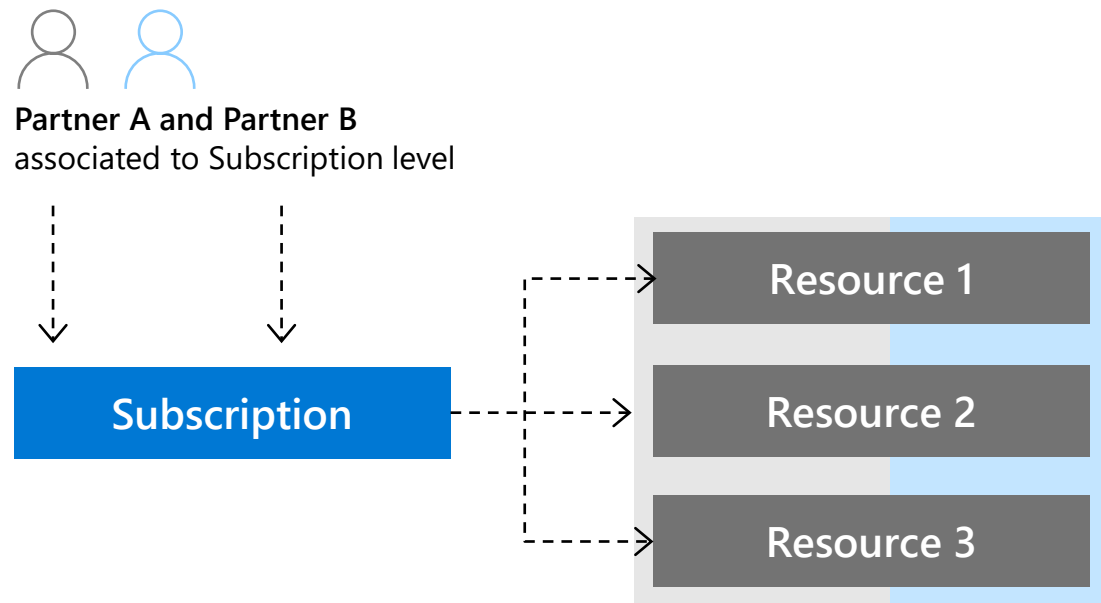 Partner A and Partner B
associated to Subscription level
Subscription
Resource 1
Resource 2
Resource 3